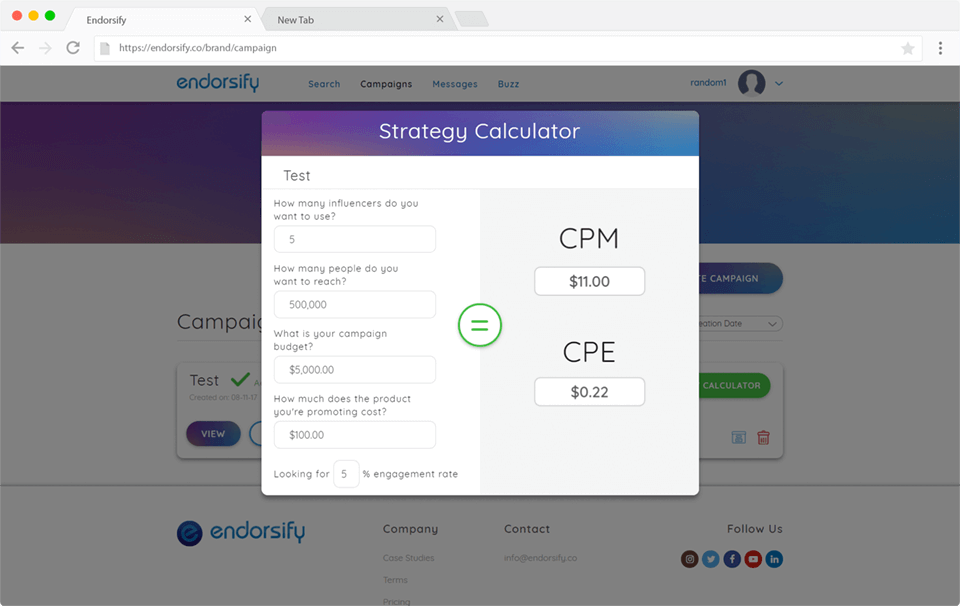 Endorsify
New Tab
https://endorsify.co/brand/campaign
endorsify
Search
Campaigns
Messages
Buzz
random1
Strategy Calculator
Test
How many influencers do you
want to use?
5
How many people do you
want to reach?
500,000
What is your campaign
budget?
$5,000.00
How much does the product
you're promoting cost?
$100.00
Looking for 5 % engagement rate
=
CPM
$11.00
CPE
$0.22
TE CAMPAIGN
Campaig
eation Date
Test
Created on: 08-11-17
VIEW
CALCULATOR
endorsify
Company
Case Studies
Terms
Pricing
Contact
info@endorsify.co
Follow Us